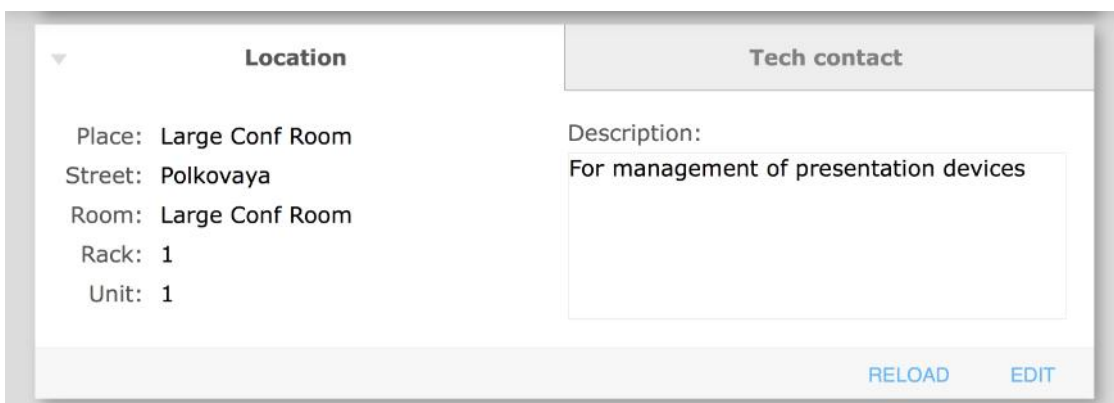 Location
Tech contact
Place: Large Conf Room
Street: Polkovaya
Room: Large Conf Room
Rack: 1
Unit: 1
Description:
For management of presentation devices
RELOAD
EDIT